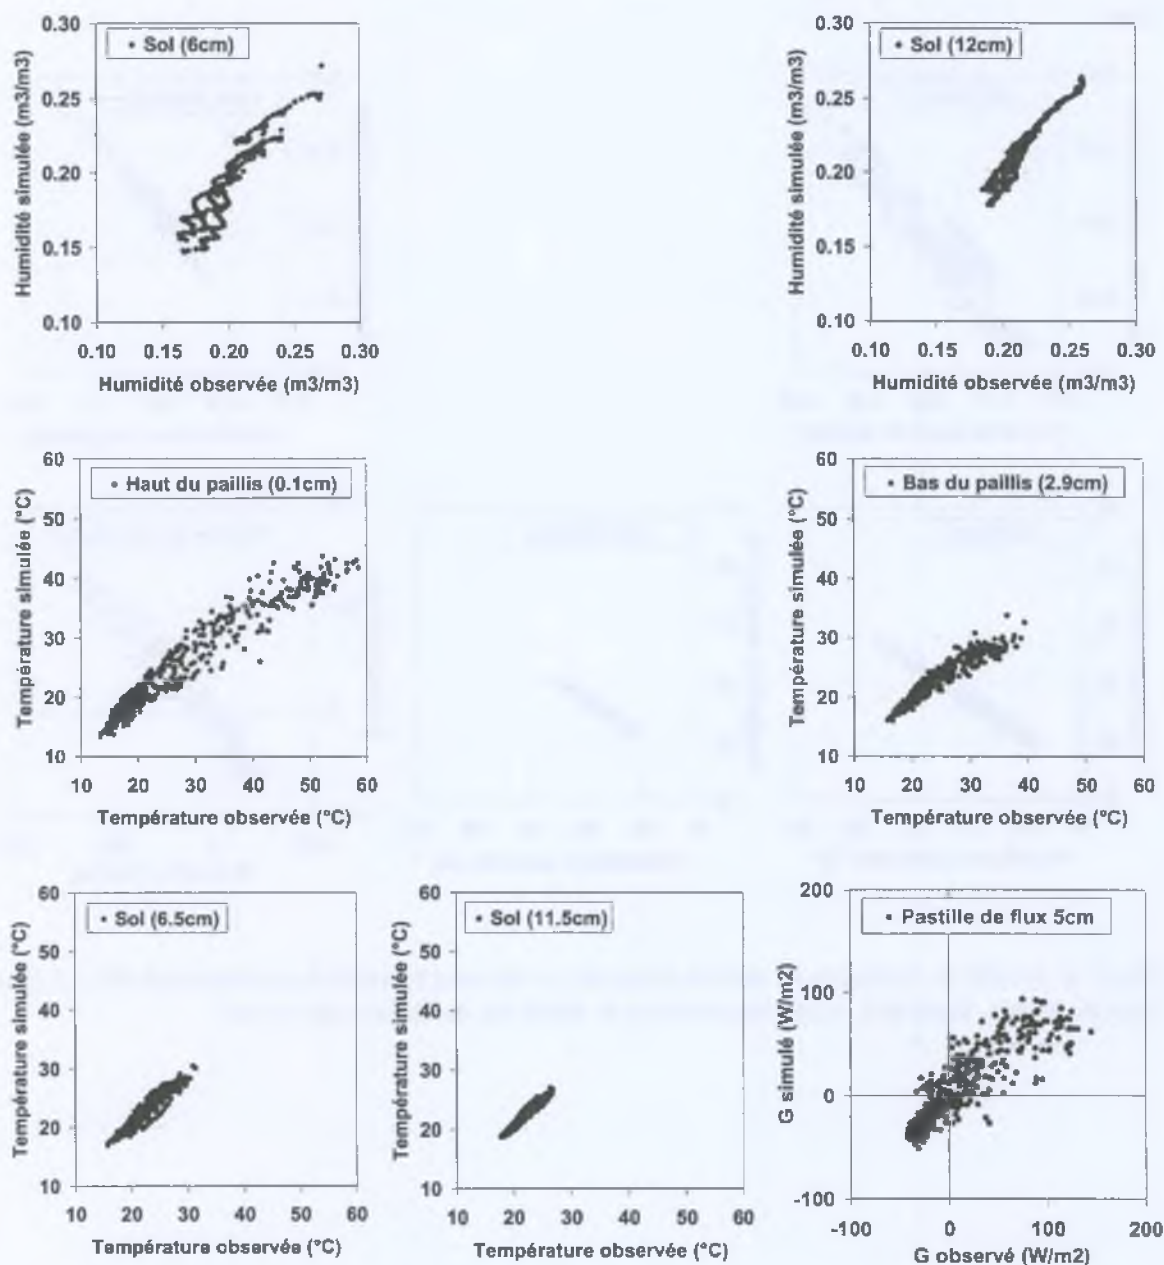 Sol (6cm)
Humidité simulée (m3/m3)
0.30
0.25
0.20
0.15
0.10
0.10 0.15 0.20 0.25 0.30
Humidité observée (m3/m3)
Sol (12cm)
Humidité simulée (m3/m3)
0.30
0.25
0.20
0.15
0.10
0.10 0.15 0.20 0.25 0.30
Humidité observée (m3/m3)
Haut du paillis (0.1cm)
Température simulée (°C)
60
50
40
30
20
10
10 20 30 40 50 60
Température observée (°C)
Bas du paillis (2.9cm)
Température simulée (°C)
60
50
40
30
20
10
10 20 30 40 50 60
Température observée (°C)
Sol (6.5cm)
Température simulée (°C)
60
50
40
30
20
10
10 20 30 40 50 60
Température observée (°C)
Sol (11.5cm)
Température simulée (°C)
60
50
40
30
20
10
10 20 30 40 50 60
Température observée (°C)
Pastille de flux 5cm
G simulé (W/m2)
200
100
0
-100
-100 0 100 200
G observé (W/m2)